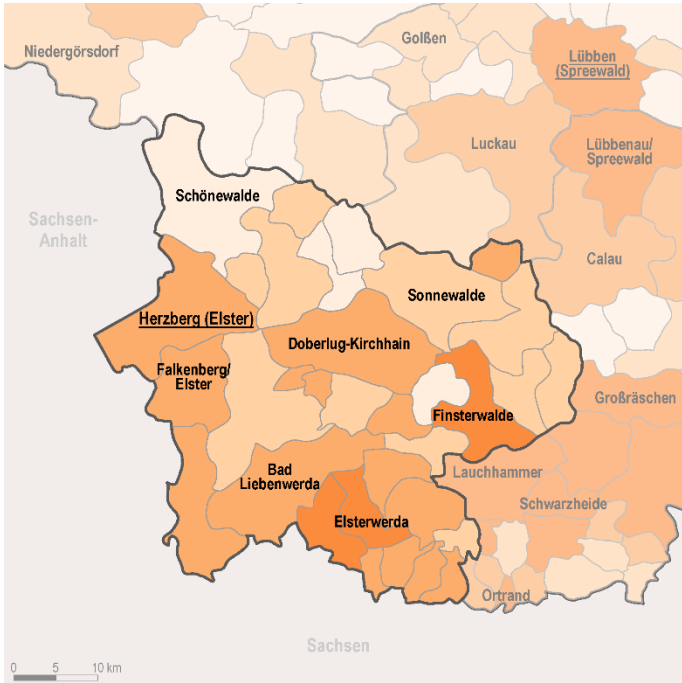 Niedergörsdorf
Golßen
Lübben
(Spreewald)
Luckau
Lübbenau/
Spreewald
Schönewalde
Sachsen-
Anhalt
Calau
Sonnewalde
Herzberg (Elster)
Doberlug-Kirchhain
Falkenberg/
Elster
Großräschen
Finsterwalde
Bad
Liebenwerda
Lauchhammer
Schwarzheide
Elsterwerda
Ortrand
Sachsen
0 5 10 km